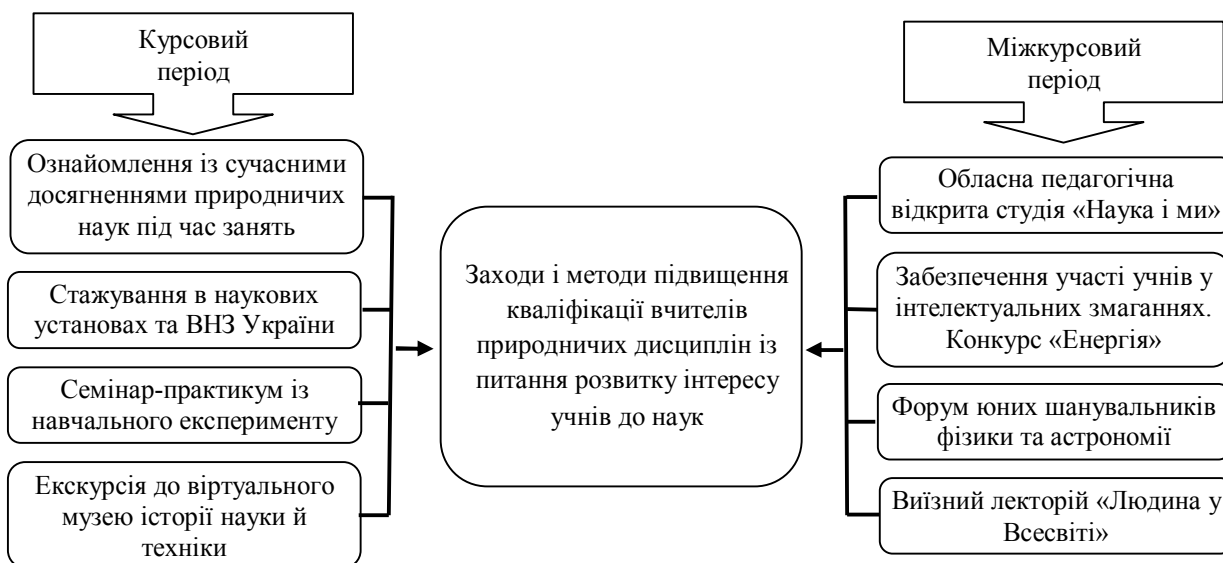 Курсовий
період
Ознайомлення із сучасними
досягненнями природничих
наук під час занять
Стажування в наукових
установах та ВНЗ України
Семінар-практикум із
навчального експерименту
Екскурсія до віртуального
музею історії науки й
техніки
Заходи і методи підвищення
кваліфікації вчителів
природничих дисциплін із
питання розвитку інтересу
учнів до наук
Міжкурсовий
період
Обласна педагогічна
відкрита студія «Наука і ми»
Забезпечення участі учнів у
інтелектуальних змаганнях.
Конкурс «Енергія»
Форум юних шанувальників
фізики та астрономії
Виїзний лекторій «Людина у
Всесвіті»